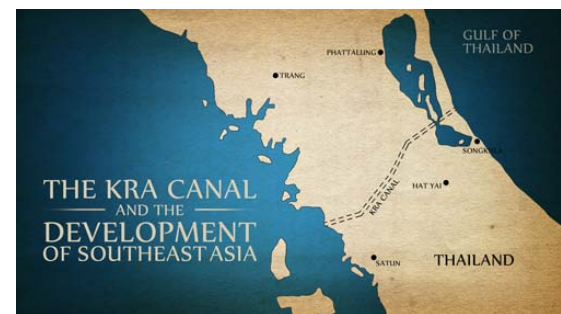 GULF OF
THAILAND
PHATTALUNG
TRANG
SONGKHLA
KRA CANAL
HAT YAI
THE KRA CANAL
AND THE
DEVELOPMENT
OF SOUTHEAST ASIA
SATUN
THAILAND